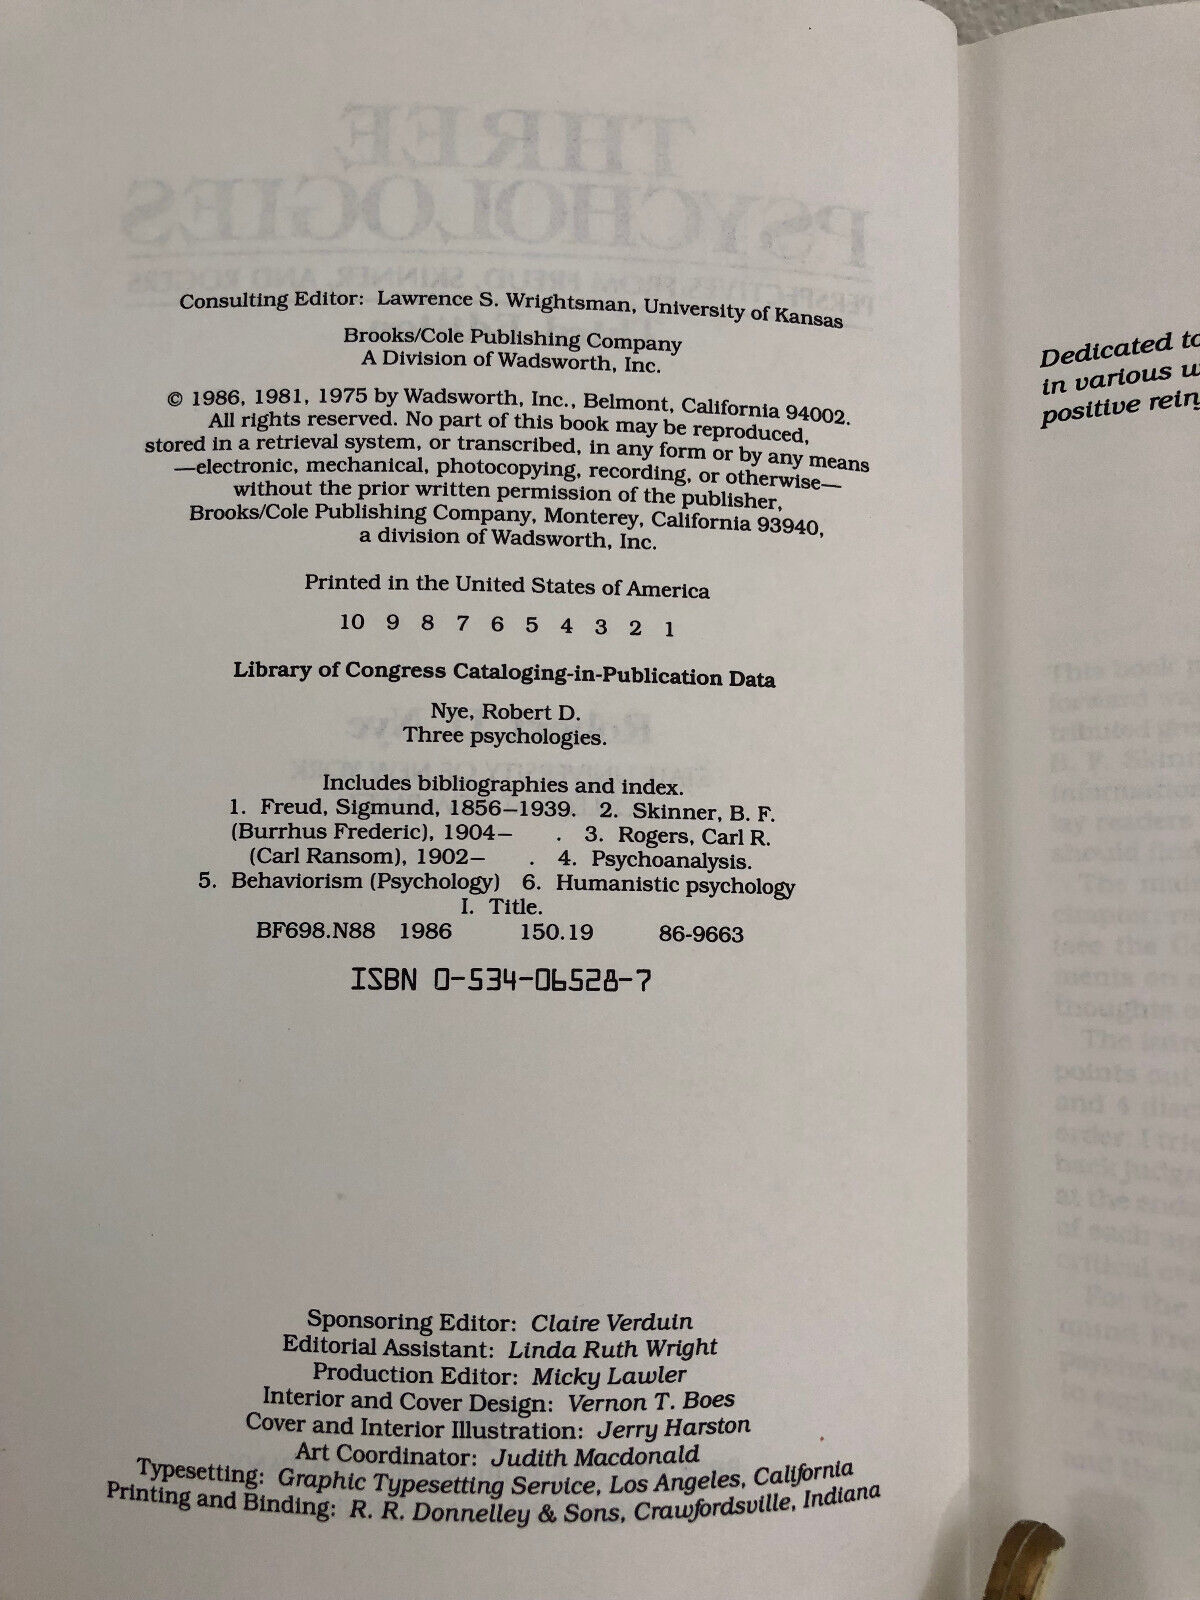 THREE
PSYCHOLOGIES
PERSPECTIVES FROM FREUD, SKINNER, AND ROGERS
Consulting Editor: Lawrence S. Wrightsman, University of Kansas
Brooks/Cole Publishing Company
A Division of Wadsworth, Inc.
© 1986, 1981, 1975 by Wadsworth, Inc., Belmont, California 94002.
All rights reserved. No part of this book may be reproduced,
stored in a retrieval system, or transcribed, in any form or by any means
—electronic, mechanical, photocopying, recording, or otherwise—
without the prior written permission of the publisher,
Brooks/Cole Publishing Company, Monterey, California 93940,
a division of Wadsworth, Inc.
Printed in the United States of America
10 9 8 7 6 5 4 3 2 1
Library of Congress Cataloging-in-Publication Data
Nye, Robert D.
Three psychologies.
Includes bibliographies and index.
1. Freud, Sigmund, 1856–1939. 2. Skinner, B. F.
(Burrhus Frederic), 1904– . 3. Rogers, Carl R.
(Carl Ransom), 1902– . 4. Psychoanalysis.
5. Behaviorism (Psychology) 6. Humanistic psychology
I. Title.
BF698.N88 1986 150.19 86-9663
ISBN 0-534-06528-7
Sponsoring Editor: Claire Verduin
Editorial Assistant: Linda Ruth Wright
Production Editor: Micky Lawler
Interior and Cover Design: Vernon T. Boes
Cover and Interior Illustration: Jerry Harston
Art Coordinator: Judith Macdonald
Typesetting: Graphic Typesetting Service, Los Angeles, California
Printing and Binding: R. R. Donnelley & Sons, Crawfordsville, Indiana
Dedicated to
in various
positive